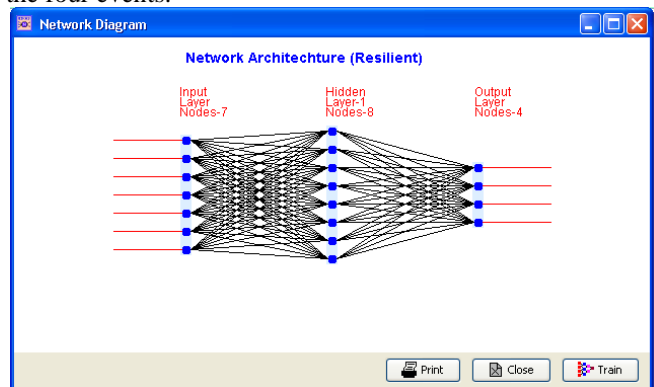 the four events.
Network Diagram
Network Architechture (Resilient)
Input
Layer
Nodes-7
Hidden
Layer-1
Nodes-8
Output
Layer
Nodes-4
Print
Close
Train